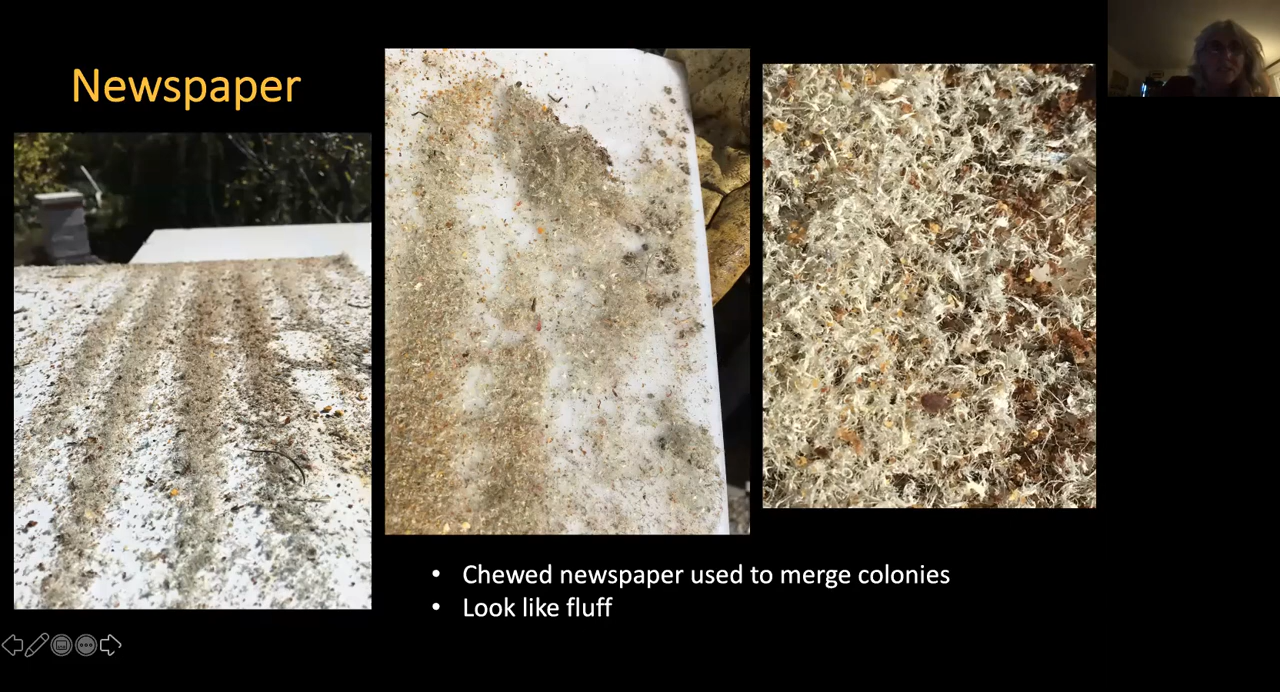 Newspaper
• Chewed newspaper used to merge colonies
• Look like fluff